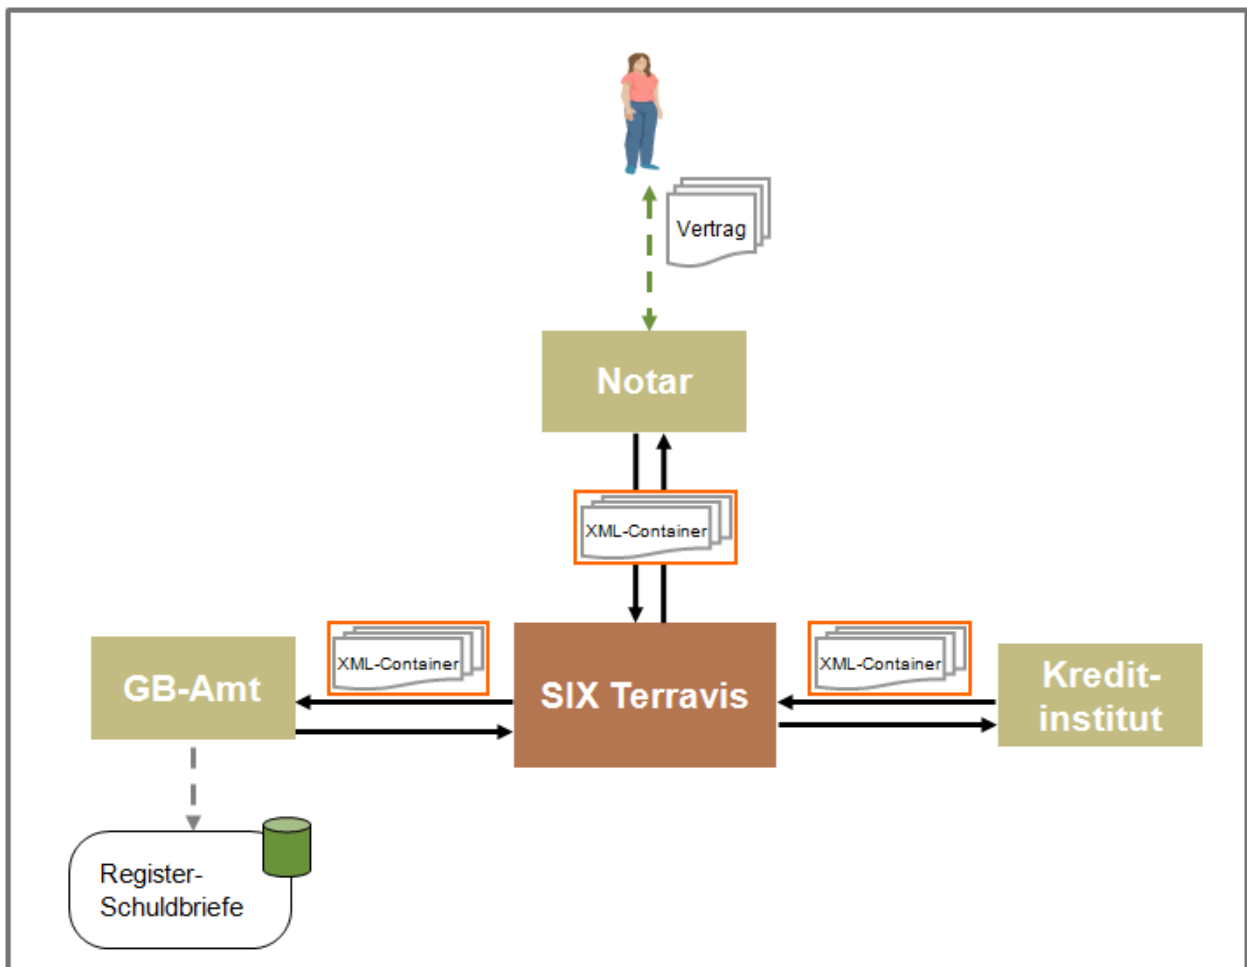 Vertrag
Notar
XML-Container
XML-Container
XML-Container
GB-Amt
SIX Terravis
Kredit-
institut
Register-
Schuldbriefe